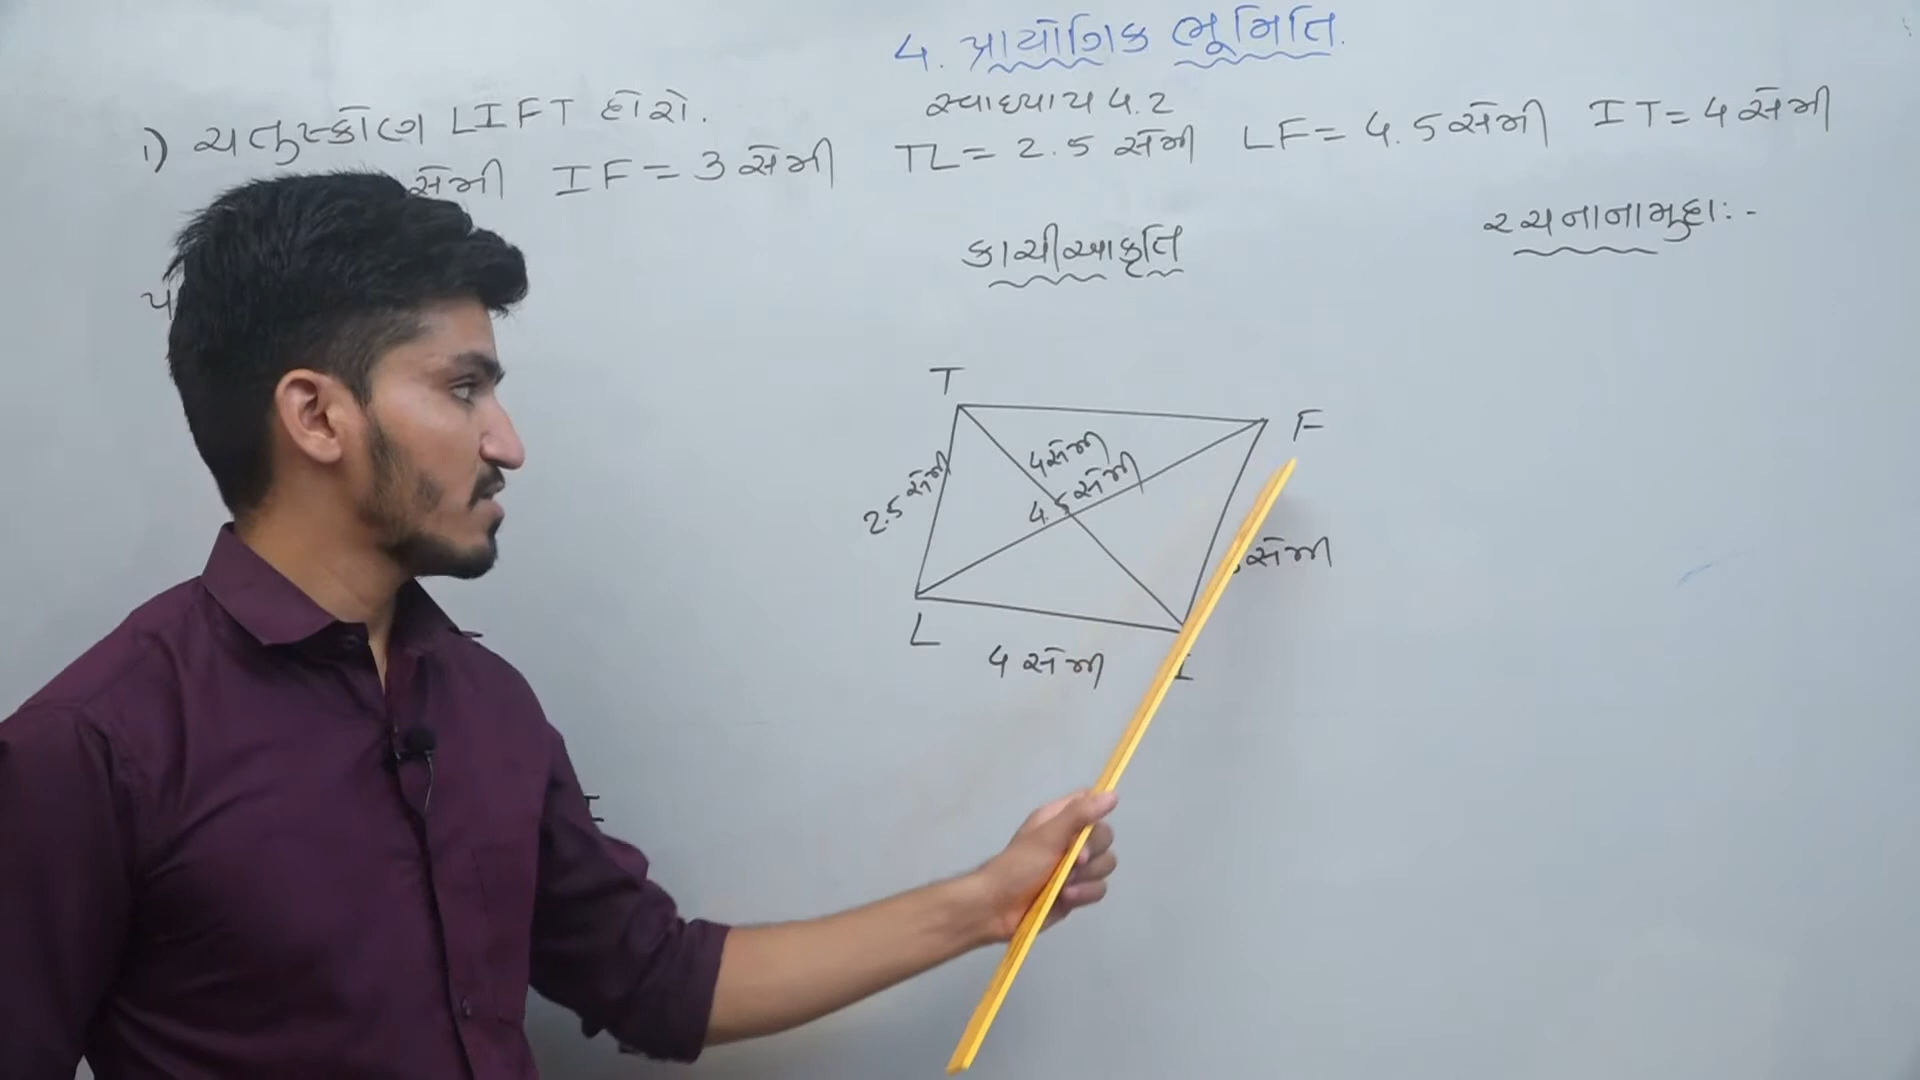 4. પ્રાયોગિક ભૂમિતિ.
સ્વાધ્યાય 4.2
1) ચતુષ્કોણ LIFT દોરો.
સેમી IF = 3 સેમી TL = 2.5 સેમી LF = 4.5 સેમી IT = 4 સેમી
કાચીઆકૃતિ
રચનાનામુદ્દા:-
T
F
4 સેમી
4.5 સેમી
2.5 સેમી
સેમી
L
4 સેમી
I